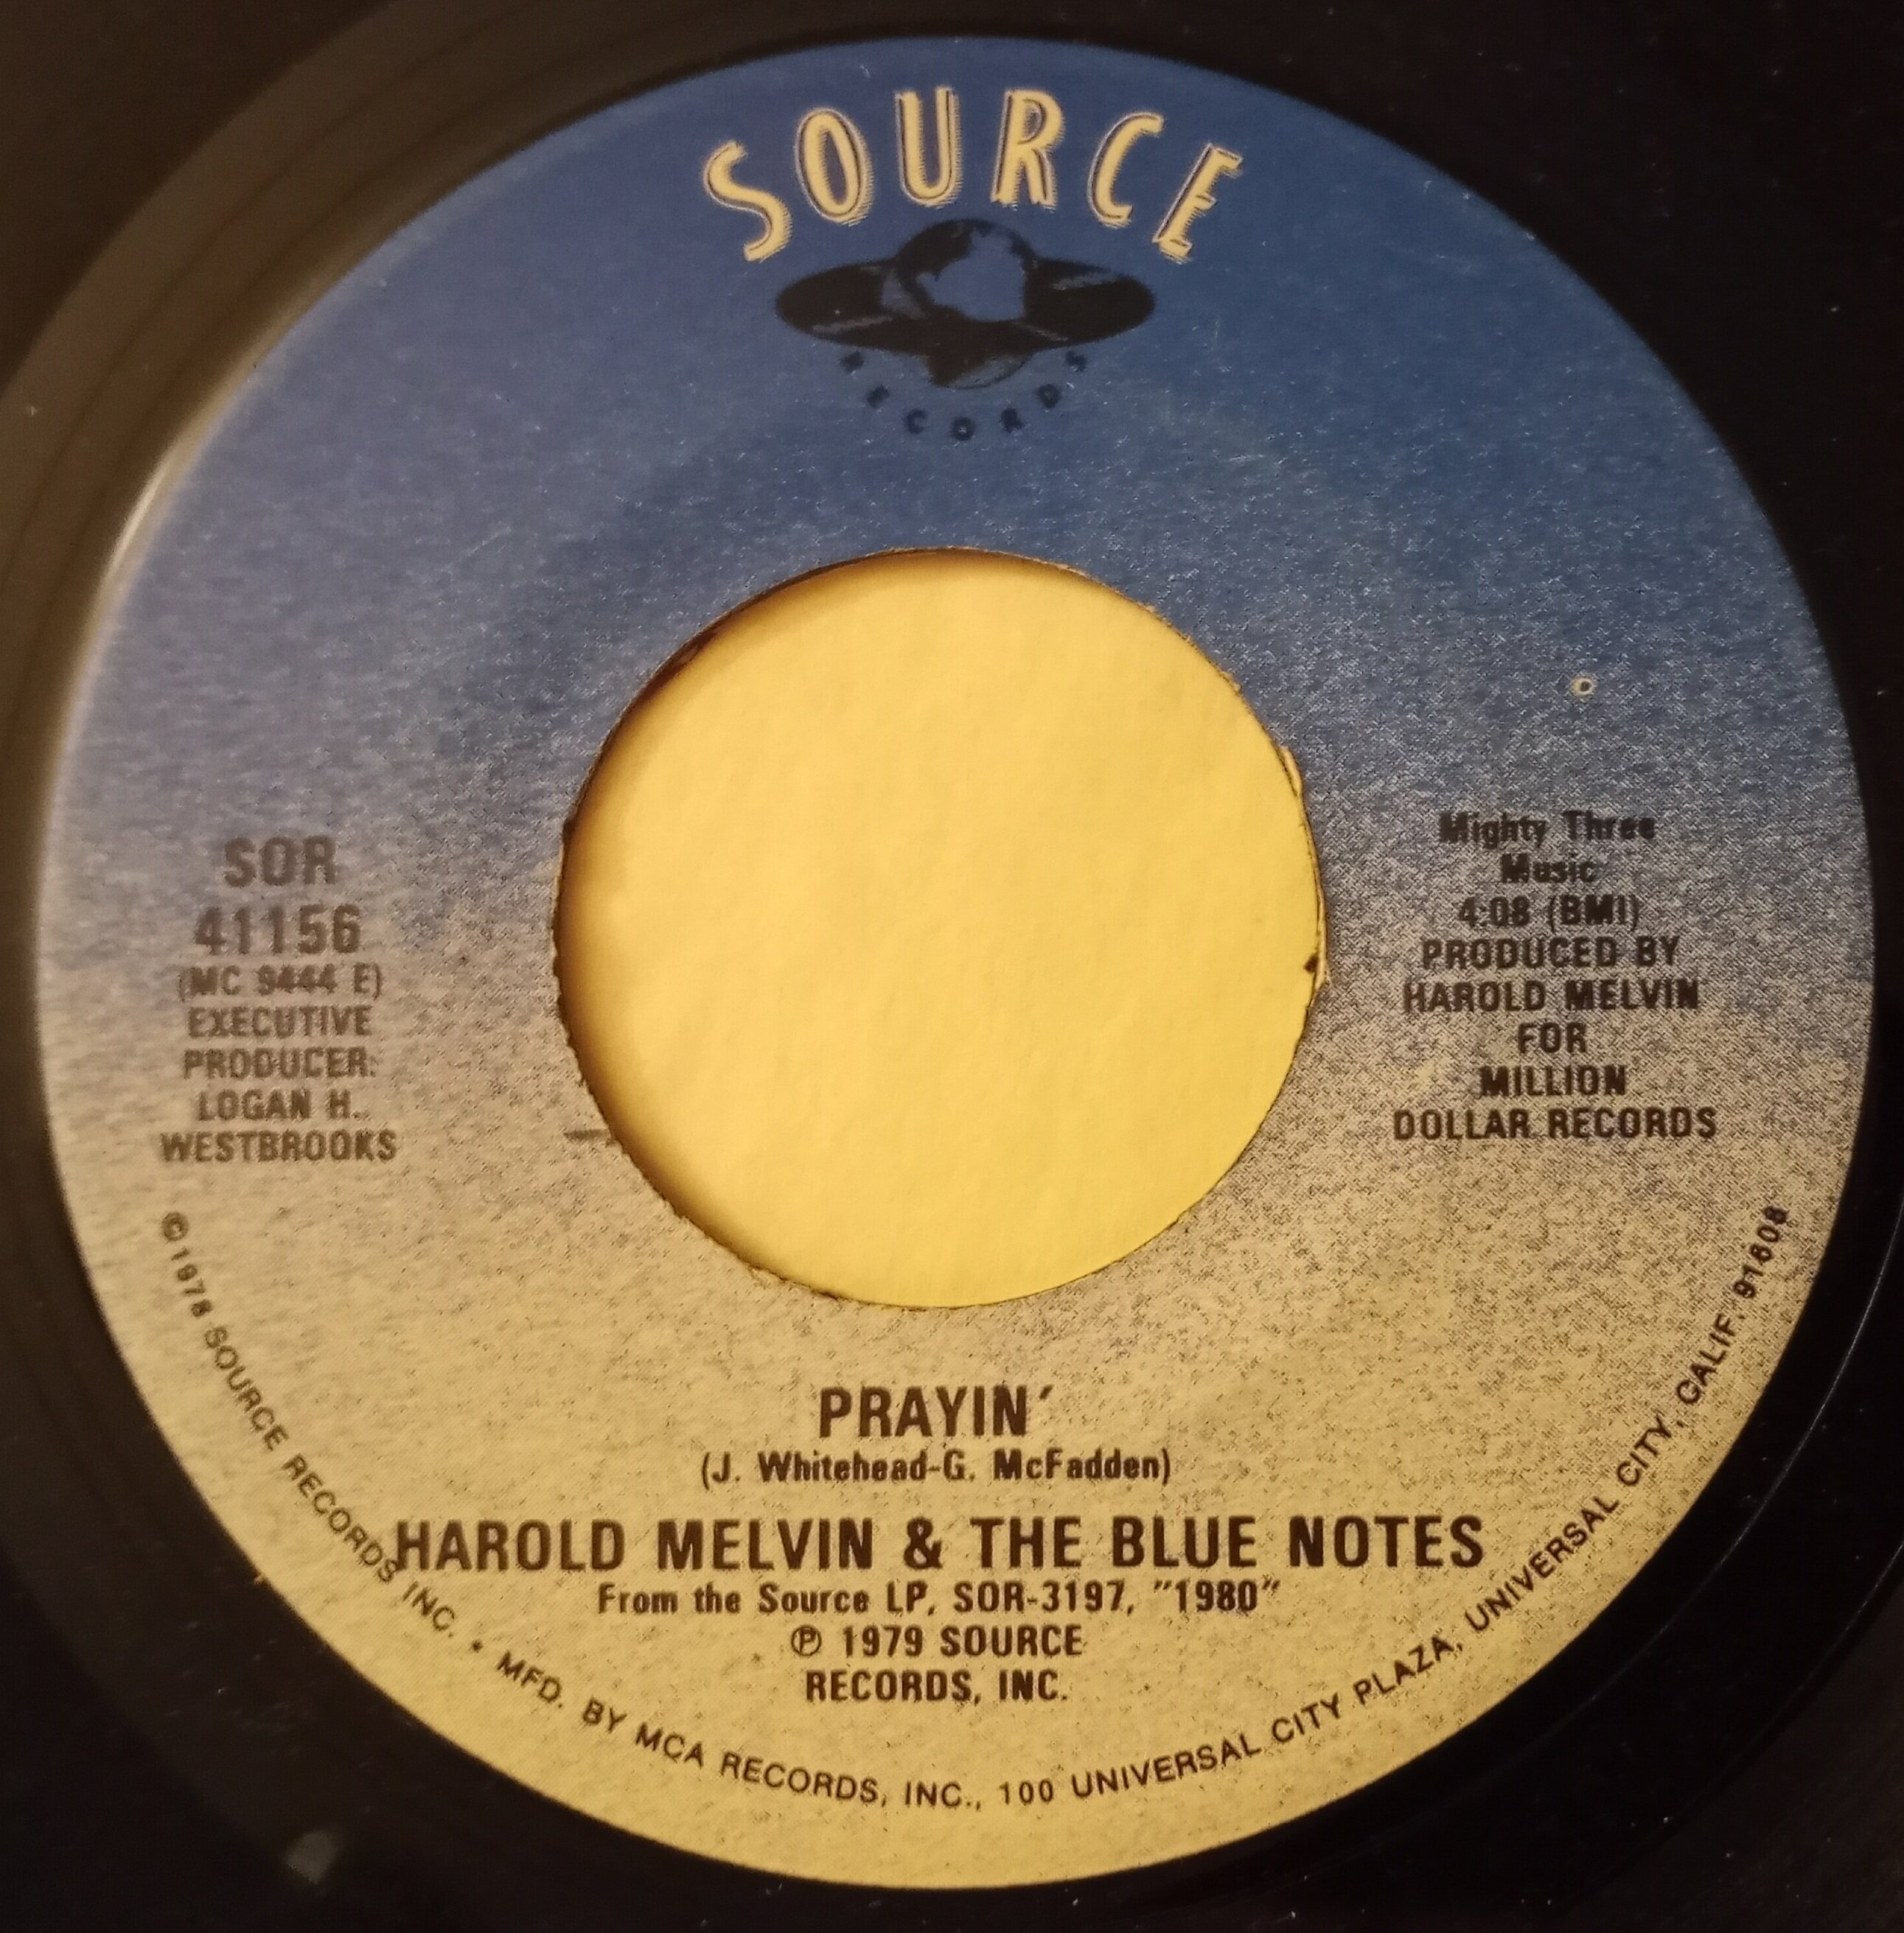 SOURCE
RECORDS
SOR
41156
(MC 9444 E)
EXECUTIVE
PRODUCER:
LOGAN H.
WESTBROOKS
Mighty Three
Music
4:08 (BMI)
PRODUCED BY
HAROLD MELVIN
FOR
MILLION
DOLLAR RECORDS
PRAYIN´
(J. Whitehead-G. McFadden)
HAROLD MELVIN & THE BLUE NOTES
From the Source LP, SOR-3197, "1980"
℗ 1979 SOURCE
RECORDS, INC.
©1978 SOURCE RECORDS INC. • MFD. BY MCA RECORDS, INC., 100 UNIVERSAL CITY PLAZA, UNIVERSAL CITY, CALIF. 91608